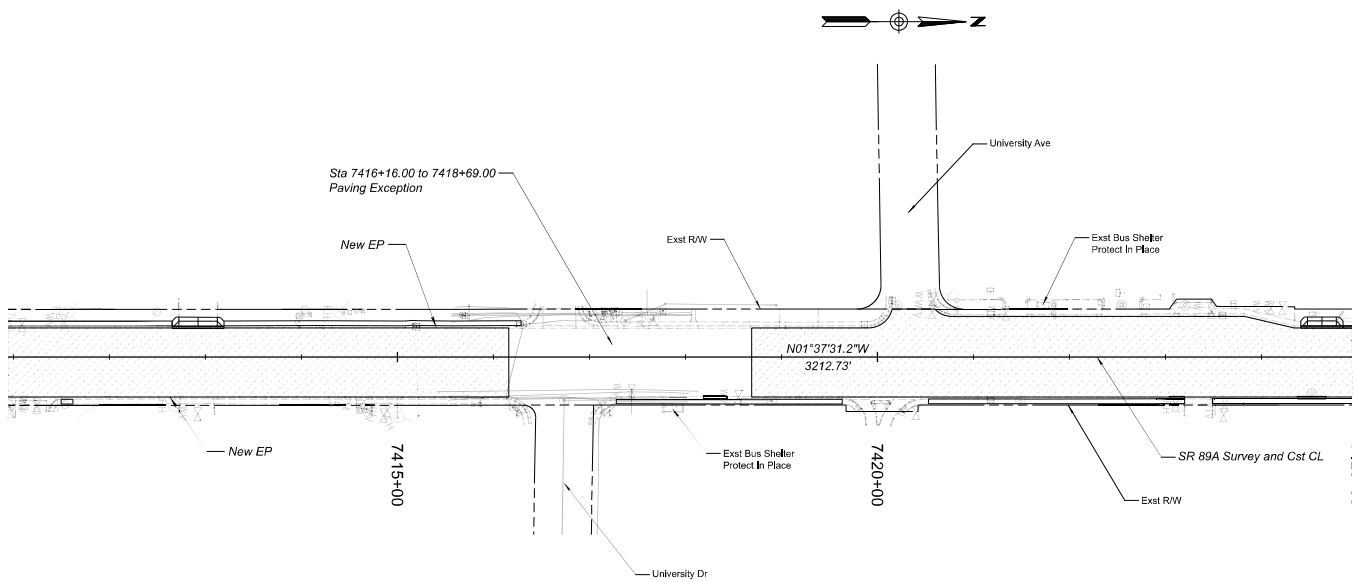 N
University Ave
Sta 7416+16.00 to 7418+69.00
Paving Exception
New EP
Exst R/W
Exst Bus Shelter
Protect In Place
N01°37'31.2"W
3212.73'
New EP
7415+00
Exst Bus Shelter
Protect In Place
7420+00
SR 89A Survey and Cst CL
Exst R/W
University Dr